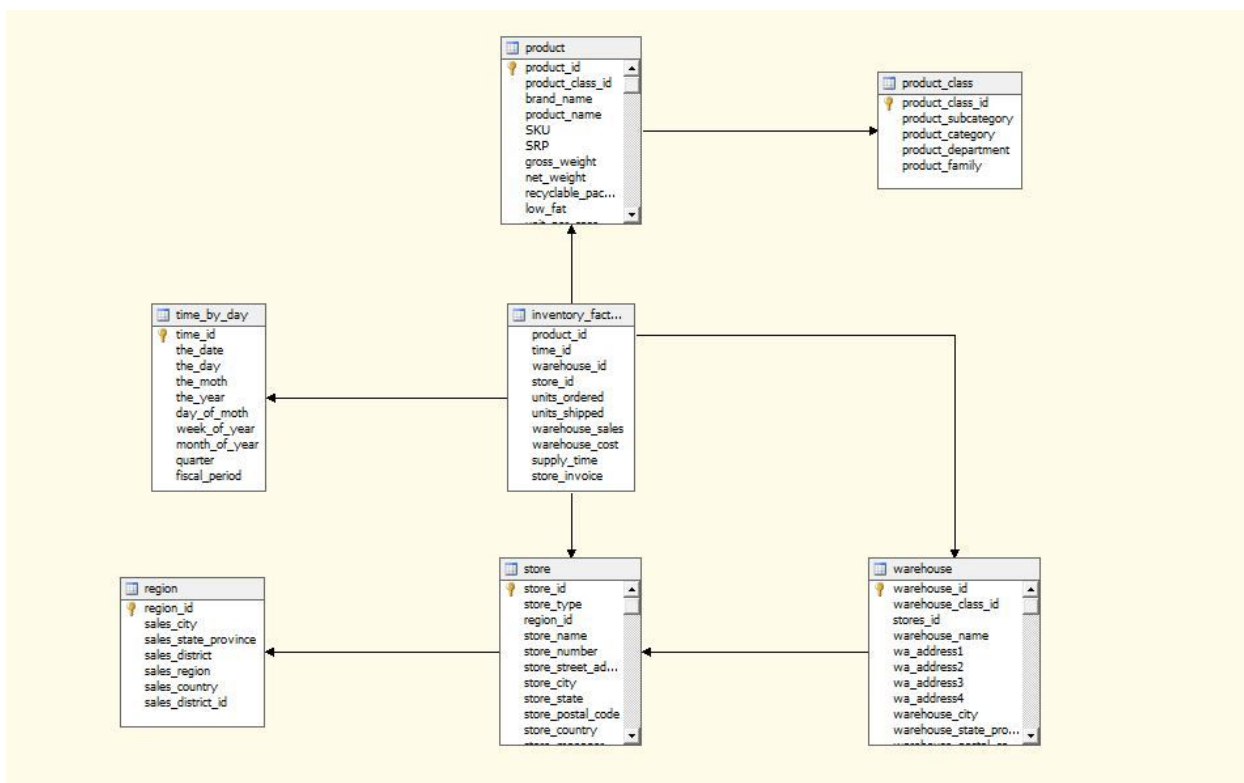 product
product_id
product_class_id
brand_name
product_name
SKU
SRP
gross_weight
net_weight
recyclable_pac...
low_fat
product_class
product_class_id
product_subcategory
product_category
product_department
product_family
time_by_day
time_id
the_date
the_day
the_moth
the_year
day_of_moth
week_of_year
month_of_year
quarter
fiscal_period
inventory_fact...
product_id
time_id
warehouse_id
store_id
units_ordered
units_shipped
warehouse_sales
warehouse_cost
supply_time
store_invoice
region
region_id
sales_city
sales_state_province
sales_district
sales_region
sales_country
sales_district_id
store
store_id
store_type
region_id
store_name
store_number
store_street_ad...
store_city
store_state
store_postal_code
store_country
warehouse
warehouse_id
warehouse_class_id
stores_id
warehouse_name
wa_address1
wa_address2
wa_address3
wa_address4
warehouse_city
warehouse_state_pro...